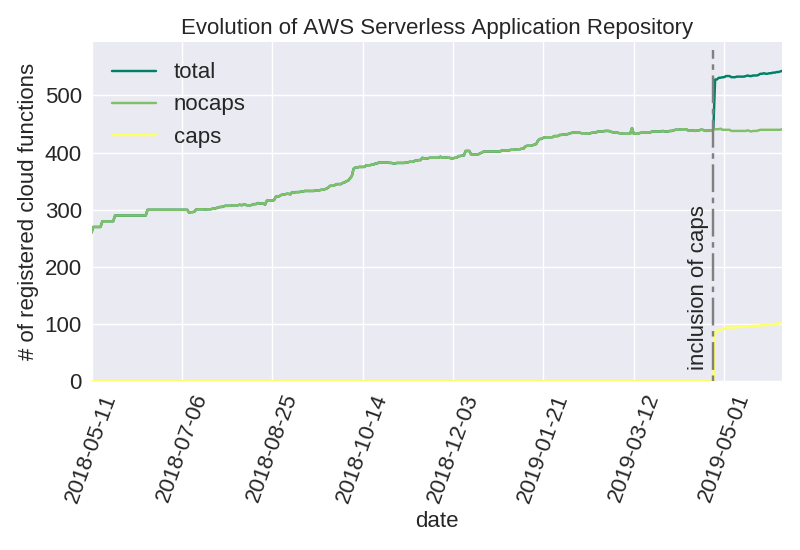 Evolution of AWS Serverless Application Repository
total
nocaps
caps
# of registered cloud functions
500
400
300
200
100
0
inclusion of caps
2018-05-11
2018-07-06
2018-08-25
2018-10-14
2018-12-03
2019-01-21
2019-03-12
2019-05-01
date